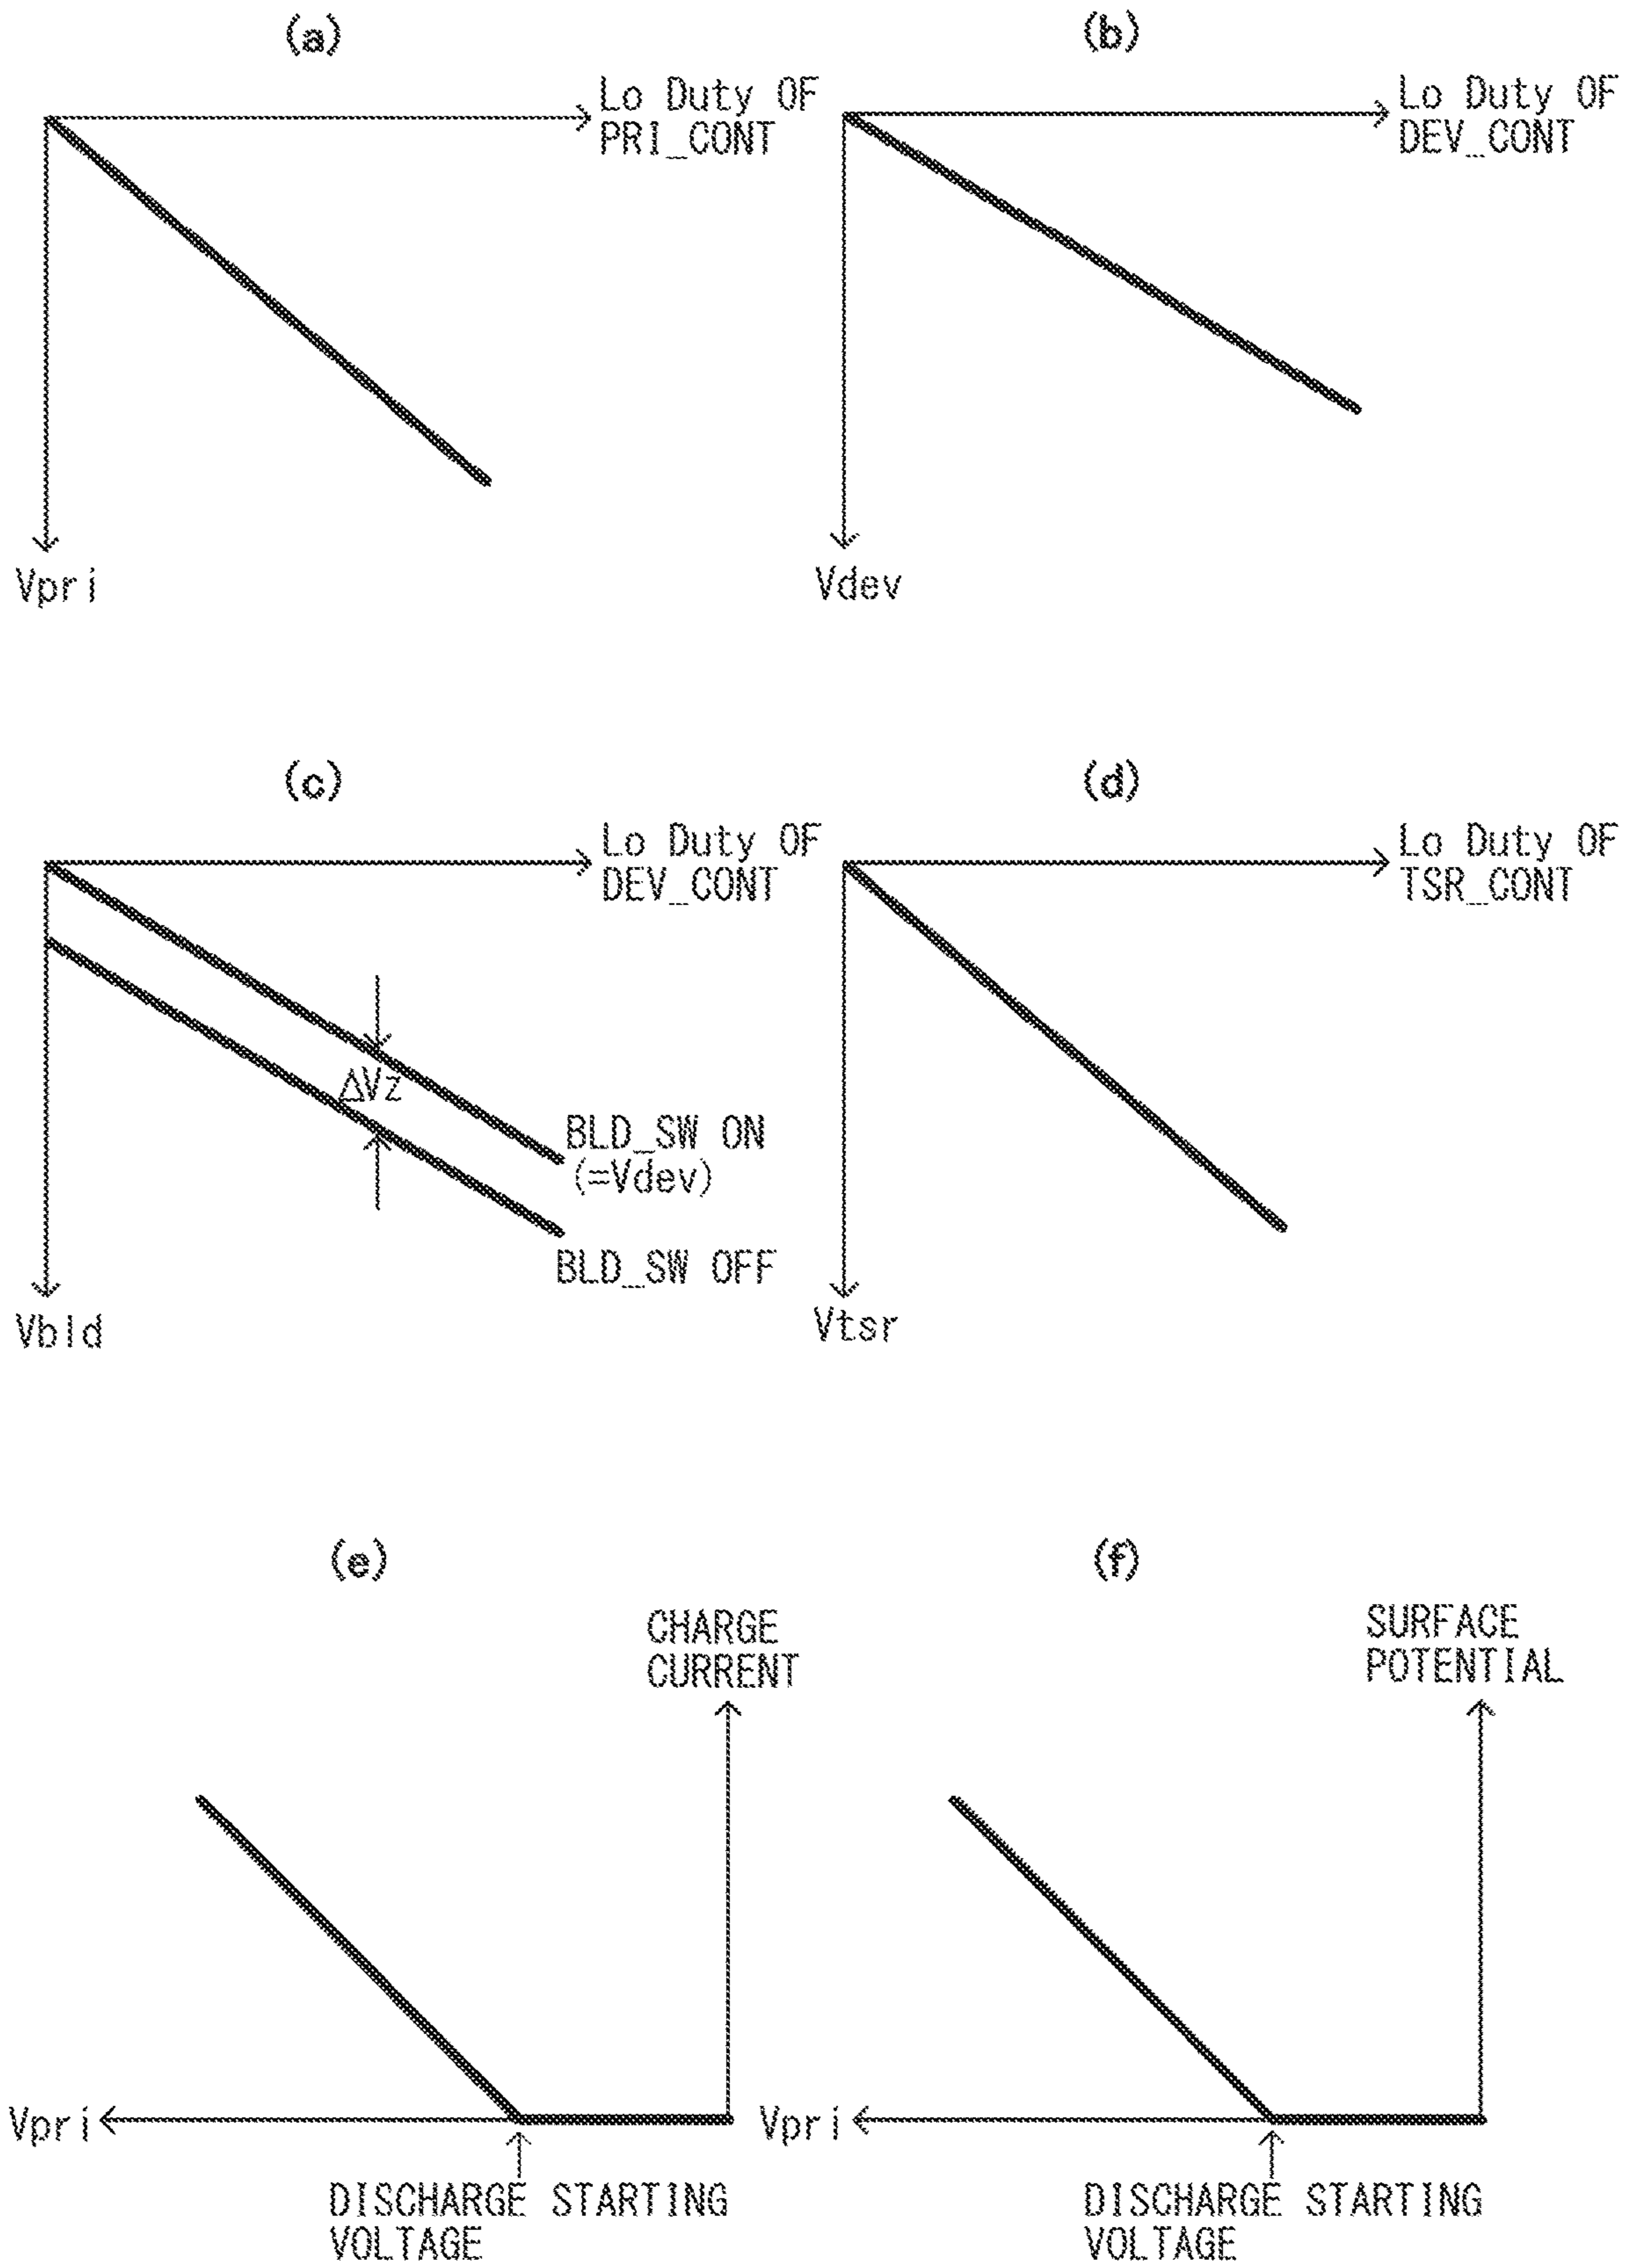 (a)
Lo Duty OF
PRI_CONT
Vpri
(b)
Lo Duty OF
DEV_CONT
Vdev
(c)
Lo Duty OF
DEV_CONT
ΔVz
BLD_SW ON
(=Vdev)
BLD_SW OFF
Vbld
(d)
Lo Duty OF
TSR_CONT
Vtsr
(e)
CHARGE
CURRENT
Vpri
DISCHARGE STARTING
VOLTAGE
(f)
SURFACE
POTENTIAL
Vpri
DISCHARGE STARTING
VOLTAGE